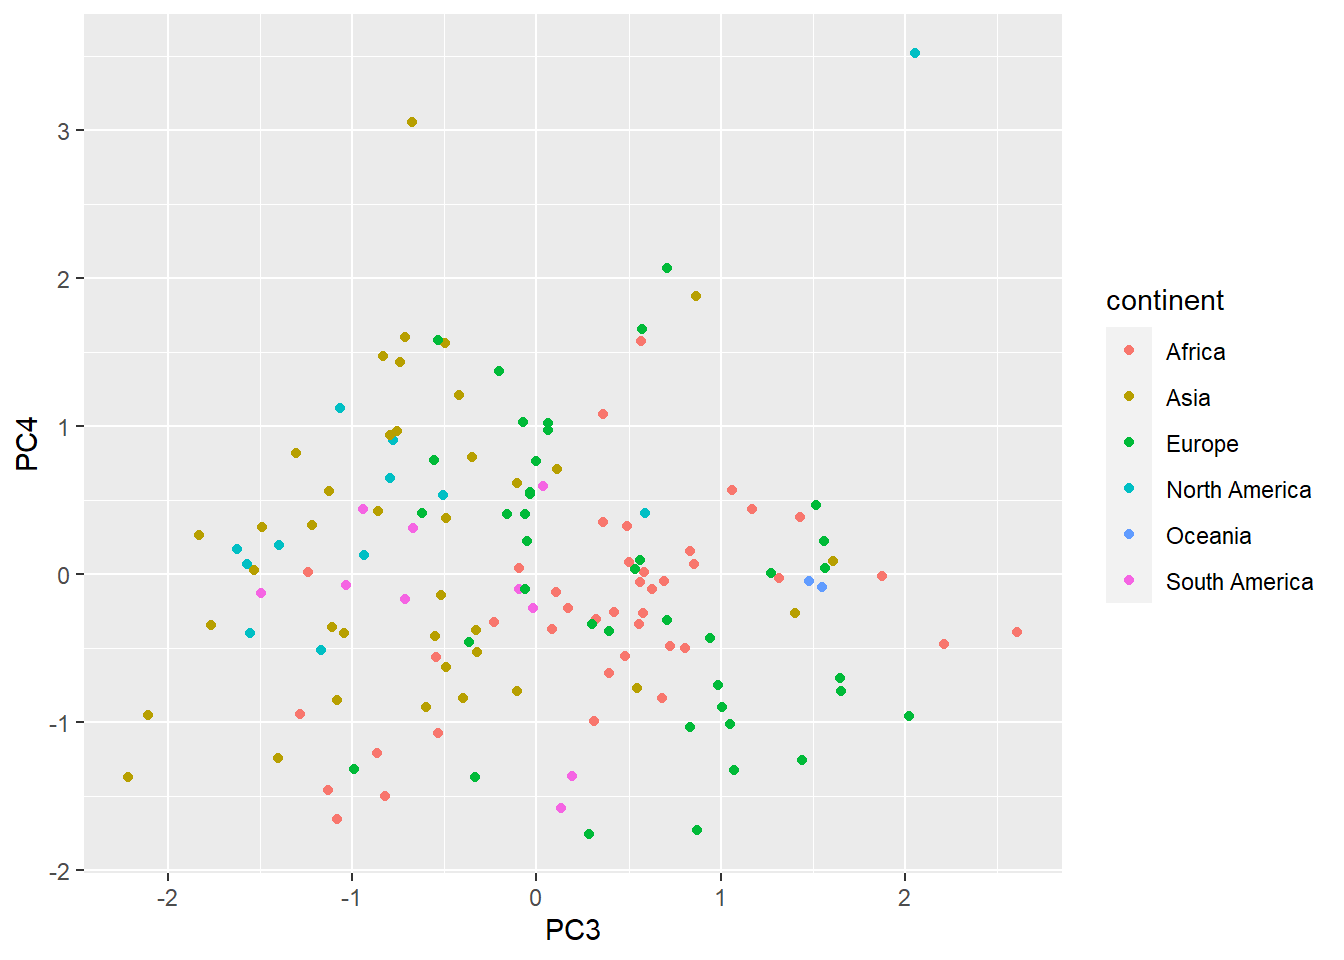 3
2
1
0
-1
-2
PC4
-2
-1
0
1
2
PC3
continent
Africa
Asia
Europe
North America
Oceania
South America